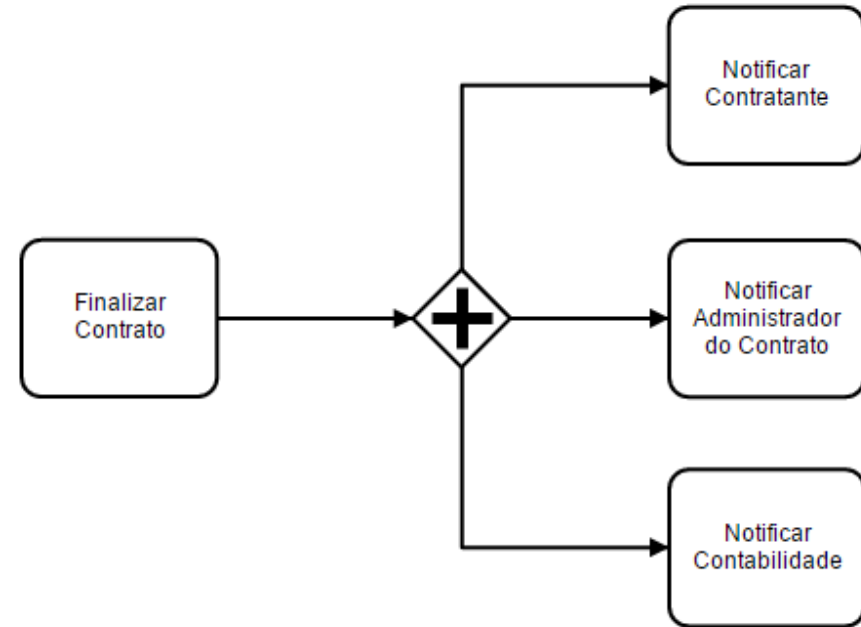 Notificar
Contratante
Finalizar
Contrato
Notificar
Administrador
do Contrato
Notificar
Contabilidade